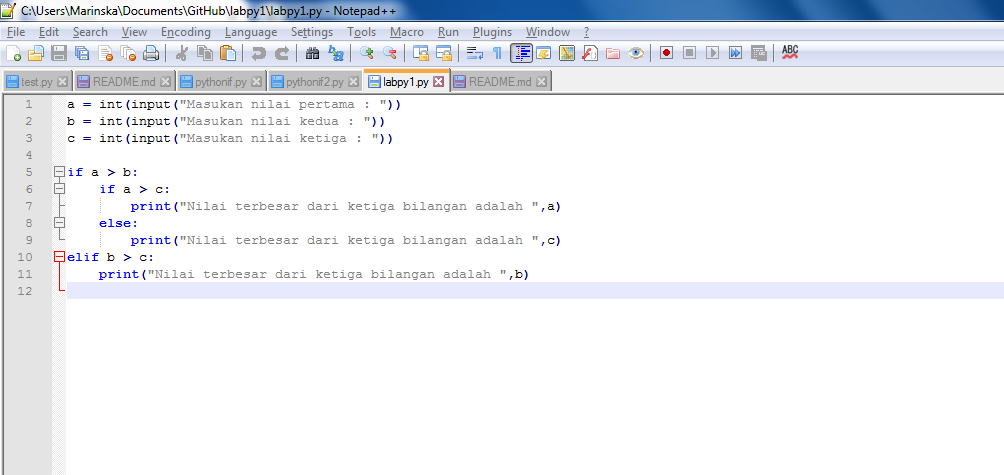 C:\Users\Marinska\Documents\GitHub\labpy1\labpy1.py - Notepad++
File Edit Search View Encoding Language Settings Tools Macro Run Plugins Window ?
ABC
test.py README.md pythonif.py pythonif2.py labpy1.py README.md
1 a = int(input("Masukan nilai pertama : "))
2 b = int(input("Masukan nilai kedua : "))
3 c = int(input("Masukan nilai ketiga : "))
4
5 if a > b:
6     if a > c:
7         print("Nilai terbesar dari ketiga bilangan adalah ",a)
8     else:
9         print("Nilai terbesar dari ketiga bilangan adalah ",c)
10 elif b > c:
11     print("Nilai terbesar dari ketiga bilangan adalah ",b)
12